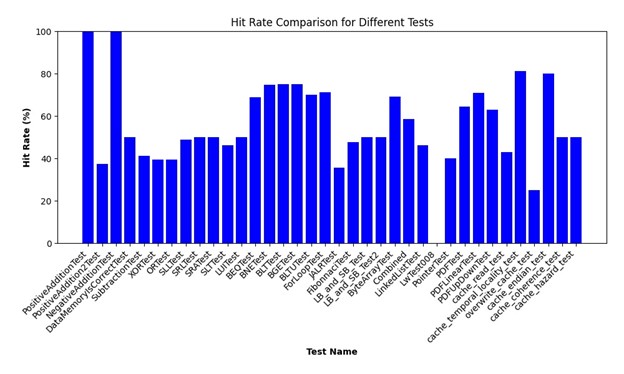 Hit Rate Comparison for Different Tests
Hit Rate (%)
100
80
60
40
20
0
PositiveAdditionTest
PositiveAddition2Test
NegativeAdditionTest
DataMemoryIsCorrectTest
SubtractionTest
XORTest
ORTest
SLLTest
SRLTest
SRATest
SLTTest
LUITest
BEQTest
BNETest
BLTTest
BGETest
BLTUTest
ForLoopTest
JALRTest
FibonnaciTest
LB_and_SB_Test
LB_and_SB_Test2
ByteArrayTest
Combined
LinkedListTest
LwTest008
PointerTest
PDFTest
PDFLinearTest
PDFUpDownTest
cache_read_test
cache_temporal_locality_test
overwrite_cache_test
cache_endian_test
cache_coherence_test
cache_hazard_test
Test Name